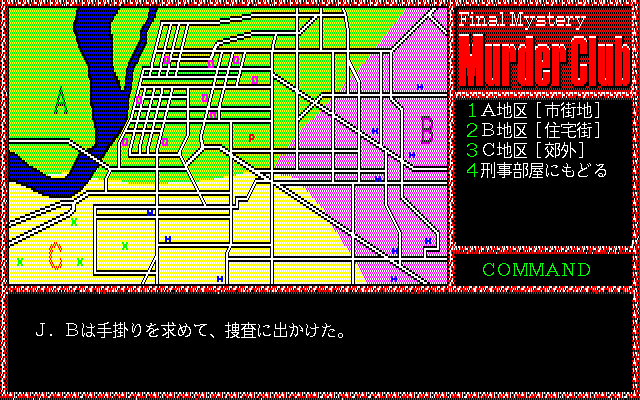 Final Mystery
Murder Club
1 A地区［市街地］
2 B地区［住宅街］
3 C地区［郊外］
4 刑事部屋にもどる
COMMAND
A
B
C
P
H
H
H
H
H
H
H
H
H
H
X
X
X
X
J．Bは手掛りを求めて、捜査に出かけた。